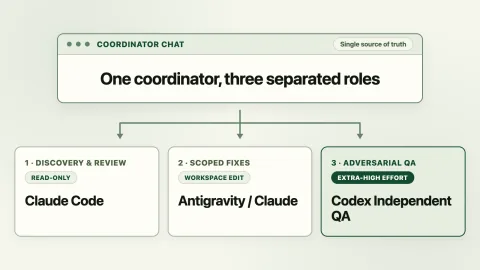 COORDINATOR CHAT
Single source of truth
One coordinator, three separated roles
1 · DISCOVERY & REVIEW
READ-ONLY
Claude Code
2 · SCOPED FIXES
WORKSPACE EDIT
Antigravity / Claude
3 · ADVERSARIAL QA
EXTRA-HIGH EFFORT
Codex Independent
QA